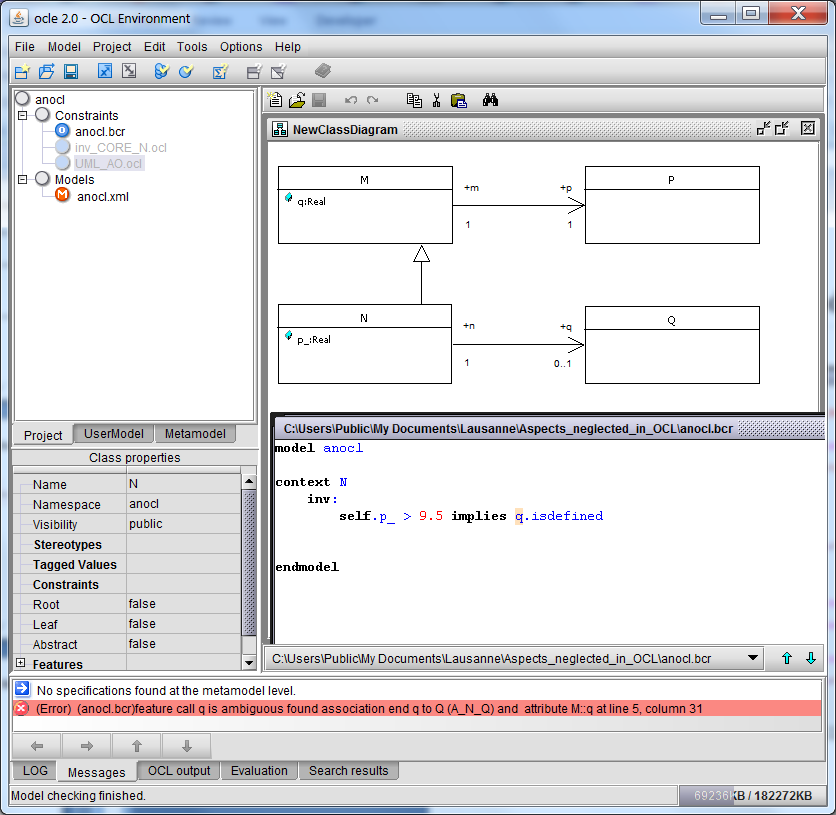 ocle 2.0 - OCL Environment
File Model Project Edit Tools Options Help
anocl
Constraints
anocl.bcr
inv_CORE_N.ocl
UML_AO.ocl
Models
anocl.xml
Project UserModel Metamodel
Class properties
Name N
Namespace anocl
Visibility public
Stereotypes
Tagged Values
Constraints
Root false
Leaf false
Abstract false
Features
NewClassDiagram
M
q:Real
+m +p
1 1
P
N
p_:Real
+n +q
1 0..1
Q
C:\Users\Public\My Documents\Lausanne\Aspects_neglected_in_OCL\anocl.bcr
model anocl
context N
inv:
self.p_ > 9.5 implies q.isdefined
endmodel
C:\Users\Public\My Documents\Lausanne\Aspects_neglected_in_OCL\anocl.bcr
No specifications found at the metamodel level.
(Error) (anocl.bcr)feature call q is ambiguous found association end q to Q (A_N_Q) and attribute M::q at line 5, column 31
LOG Messages OCL output Evaluation Search results
Model checking finished.
69236KB / 182272KB